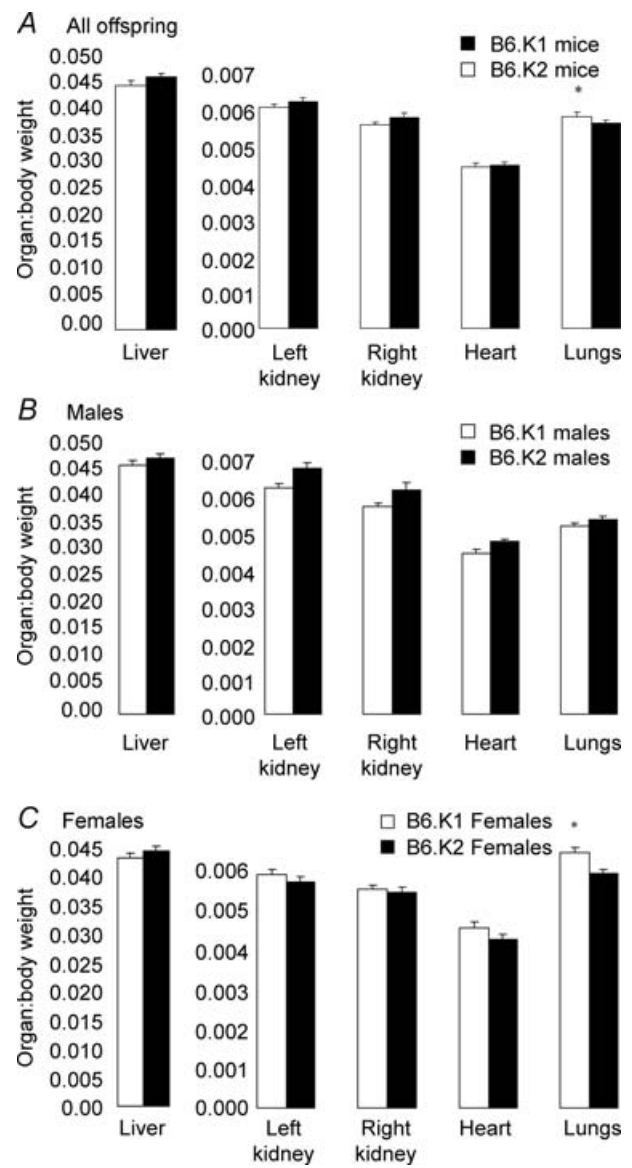 A All offspring
B6.K1 mice
B6.K2 mice
*
Organ:body weight
0.050
0.045
0.040
0.035
0.030
0.025
0.020
0.015
0.010
0.005
0.00
0.007
0.006
0.005
0.004
0.003
0.002
0.001
0.000
Liver
Left
kidney
Right
kidney
Heart
Lungs
B Males
B6.K1 males
B6.K2 males
Organ:body weight
0.050
0.045
0.040
0.035
0.030
0.025
0.020
0.015
0.010
0.005
0.00
0.007
0.006
0.005
0.004
0.003
0.002
0.001
0.000
Liver
Left
kidney
Right
kidney
Heart
Lungs
C Females
B6.K1 Females
B6.K2 Females
*
Organ:body weight
0.045
0.040
0.035
0.030
0.025
0.020
0.015
0.010
0.005
0.00
0.006
0.005
0.004
0.003
0.002
0.001
0.000
Liver
Left
kidney
Right
kidney
Heart
Lungs